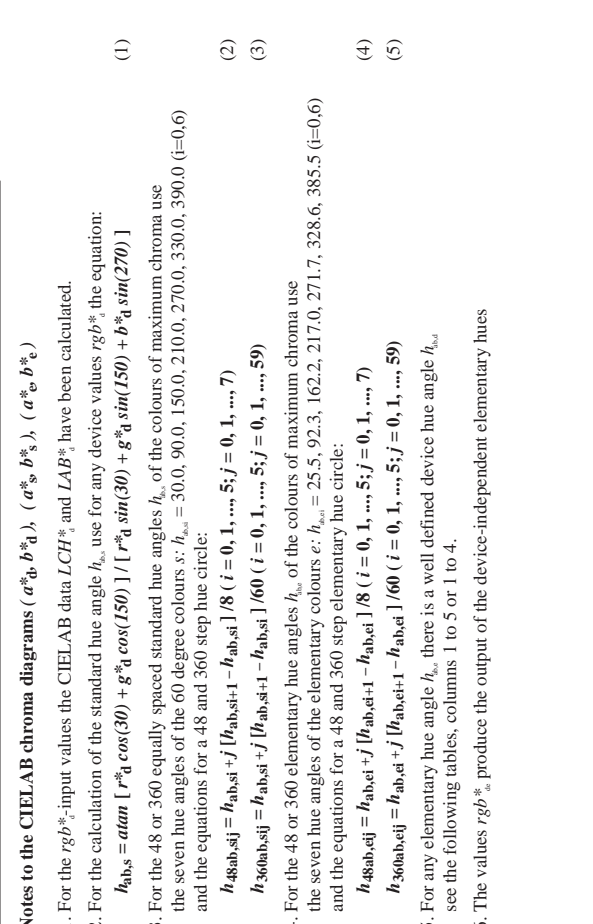 Notes to the CIELAB chroma diagrams ( a*d, b*d ), ( a*s, b*s ), ( a*e, b*e )
. For the rgb*d-input values the CIELAB data LCH*d and LAB*d have been calculated.
2. For the calculation of the standard hue angle hab,s use for any device values rgb*d the equation:
hab,s = atan [ r*d cos(30) + g*d cos(150) ] / [ r*d sin(30) + g*d sin(150) + b*d sin(270) ] (1)
3. For the 48 or 360 equally spaced standard hue angles hab,s of the colours of maximum chroma use
the seven hue angles of the 60 degree colours s: hab,si = 30.0, 90.0, 150.0, 210.0, 270.0, 330.0, 390.0 (i=0,6)
and the equations for a 48 and 360 step hue circle:
h48ab,sij = hab,si + j [hab,si+1 – hab,si ]/8 ( i = 0, 1, ..., 5; j = 0, 1, ..., 7) (2)
h360ab,sij = hab,si + j [hab,si+1 – hab,si ]/60 ( i = 0, 1, ..., 5; j = 0, 1, ..., 59) (3)
. For the 48 or 360 elementary hue angles hab,e of the colours of maximum chroma use
the seven hue angles of the elementary colours e: hab,ei = 25.5, 92.3, 162.2, 217.0, 271.7, 328.6, 385.5 (i=0,6)
and the equations for a 48 and 360 step elementary hue circle:
h48ab,eij = hab,ei + j [hab,ei+1 – hab,ei ]/8 ( i = 0, 1, ..., 5; j = 0, 1, ..., 7) (4)
h360ab,eij = hab,ei + j [hab,ei+1 – hab,ei ]/60 ( i = 0, 1, ..., 5; j = 0, 1, ..., 59) (5)
5. For any elementary hue angle hab,e there is a well defined device hue angle hab,d
see the following tables, columns 1 to 5 or 1 to 4.
6. The values rgb*de produce the output of the device-independent elementary hues